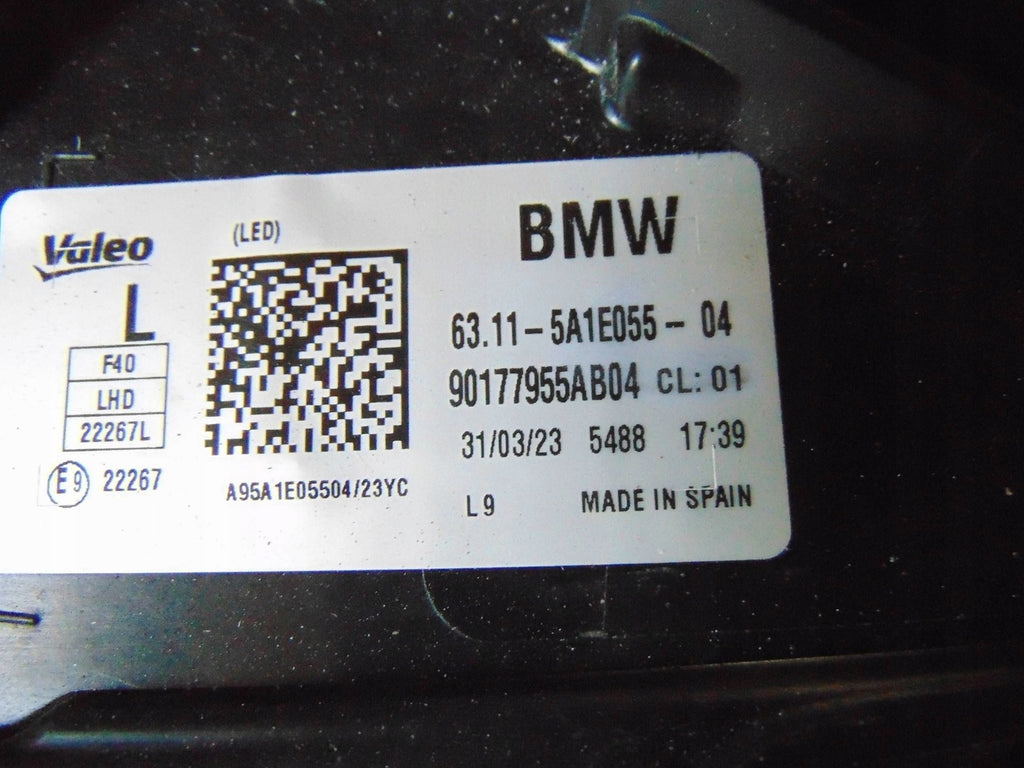 Valeo
(LED)
BMW
L
F40
LHD
22267L
E9 22267
A95A1E05504/23YC
63.11-5A1E055-04
90177955AB04 CL: 01
31/03/23 5488 17:39
L9 MADE IN SPAIN